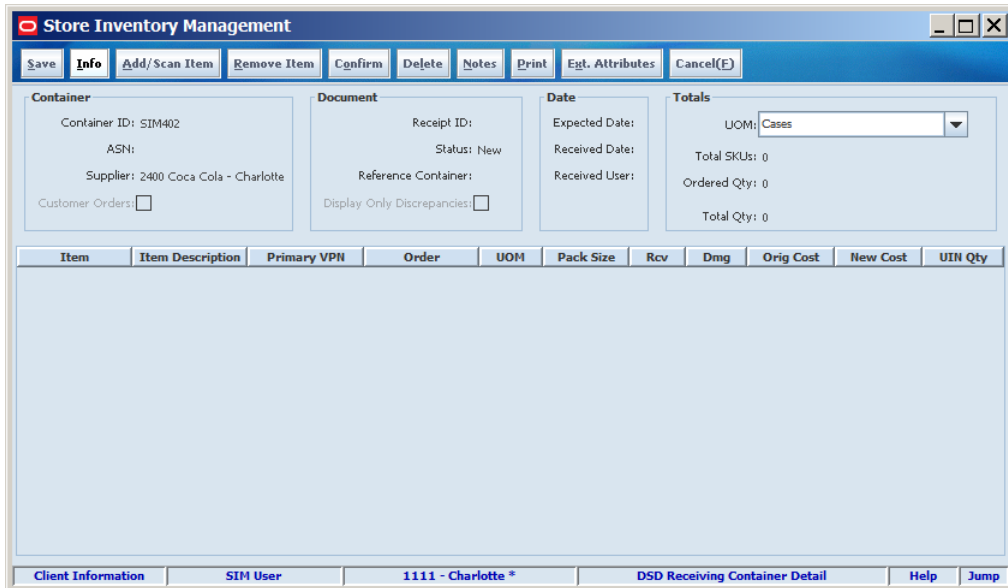 Store Inventory Management
Save Info Add/Scan Item Remove Item Confirm Delete Notes Print Ext. Attributes Cancel(F)
Container
Container ID: SIM402
ASN:
Supplier: 2400 Coca Cola - Charlotte
Customer Orders:
Document
Receipt ID:
Status: New
Reference Container:
Display Only Discrepancies:
Date
Expected Date:
Received Date:
Received User:
Totals
UOM: Cases
Total SKUs: 0
Ordered Qty: 0
Total Qty: 0
Item Item Description Primary VPN Order UOM Pack Size Rcv Dmg Orig Cost New Cost UIN Qty
Client Information SIM User 1111 - Charlotte * DSD Receiving Container Detail Help Jump